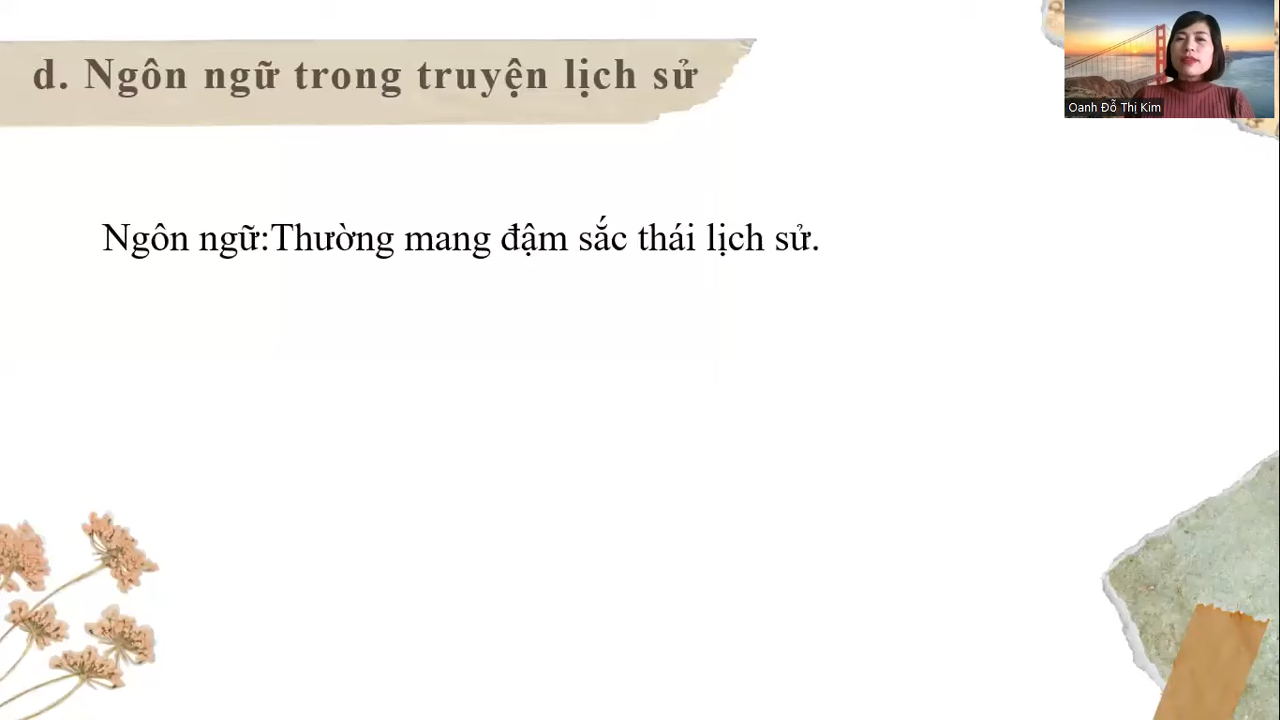 d. Ngôn ngữ trong truyện lịch sử
Oanh Đỗ Thị Kim
Ngôn ngữ:Thường mang đậm sắc thái lịch sử.